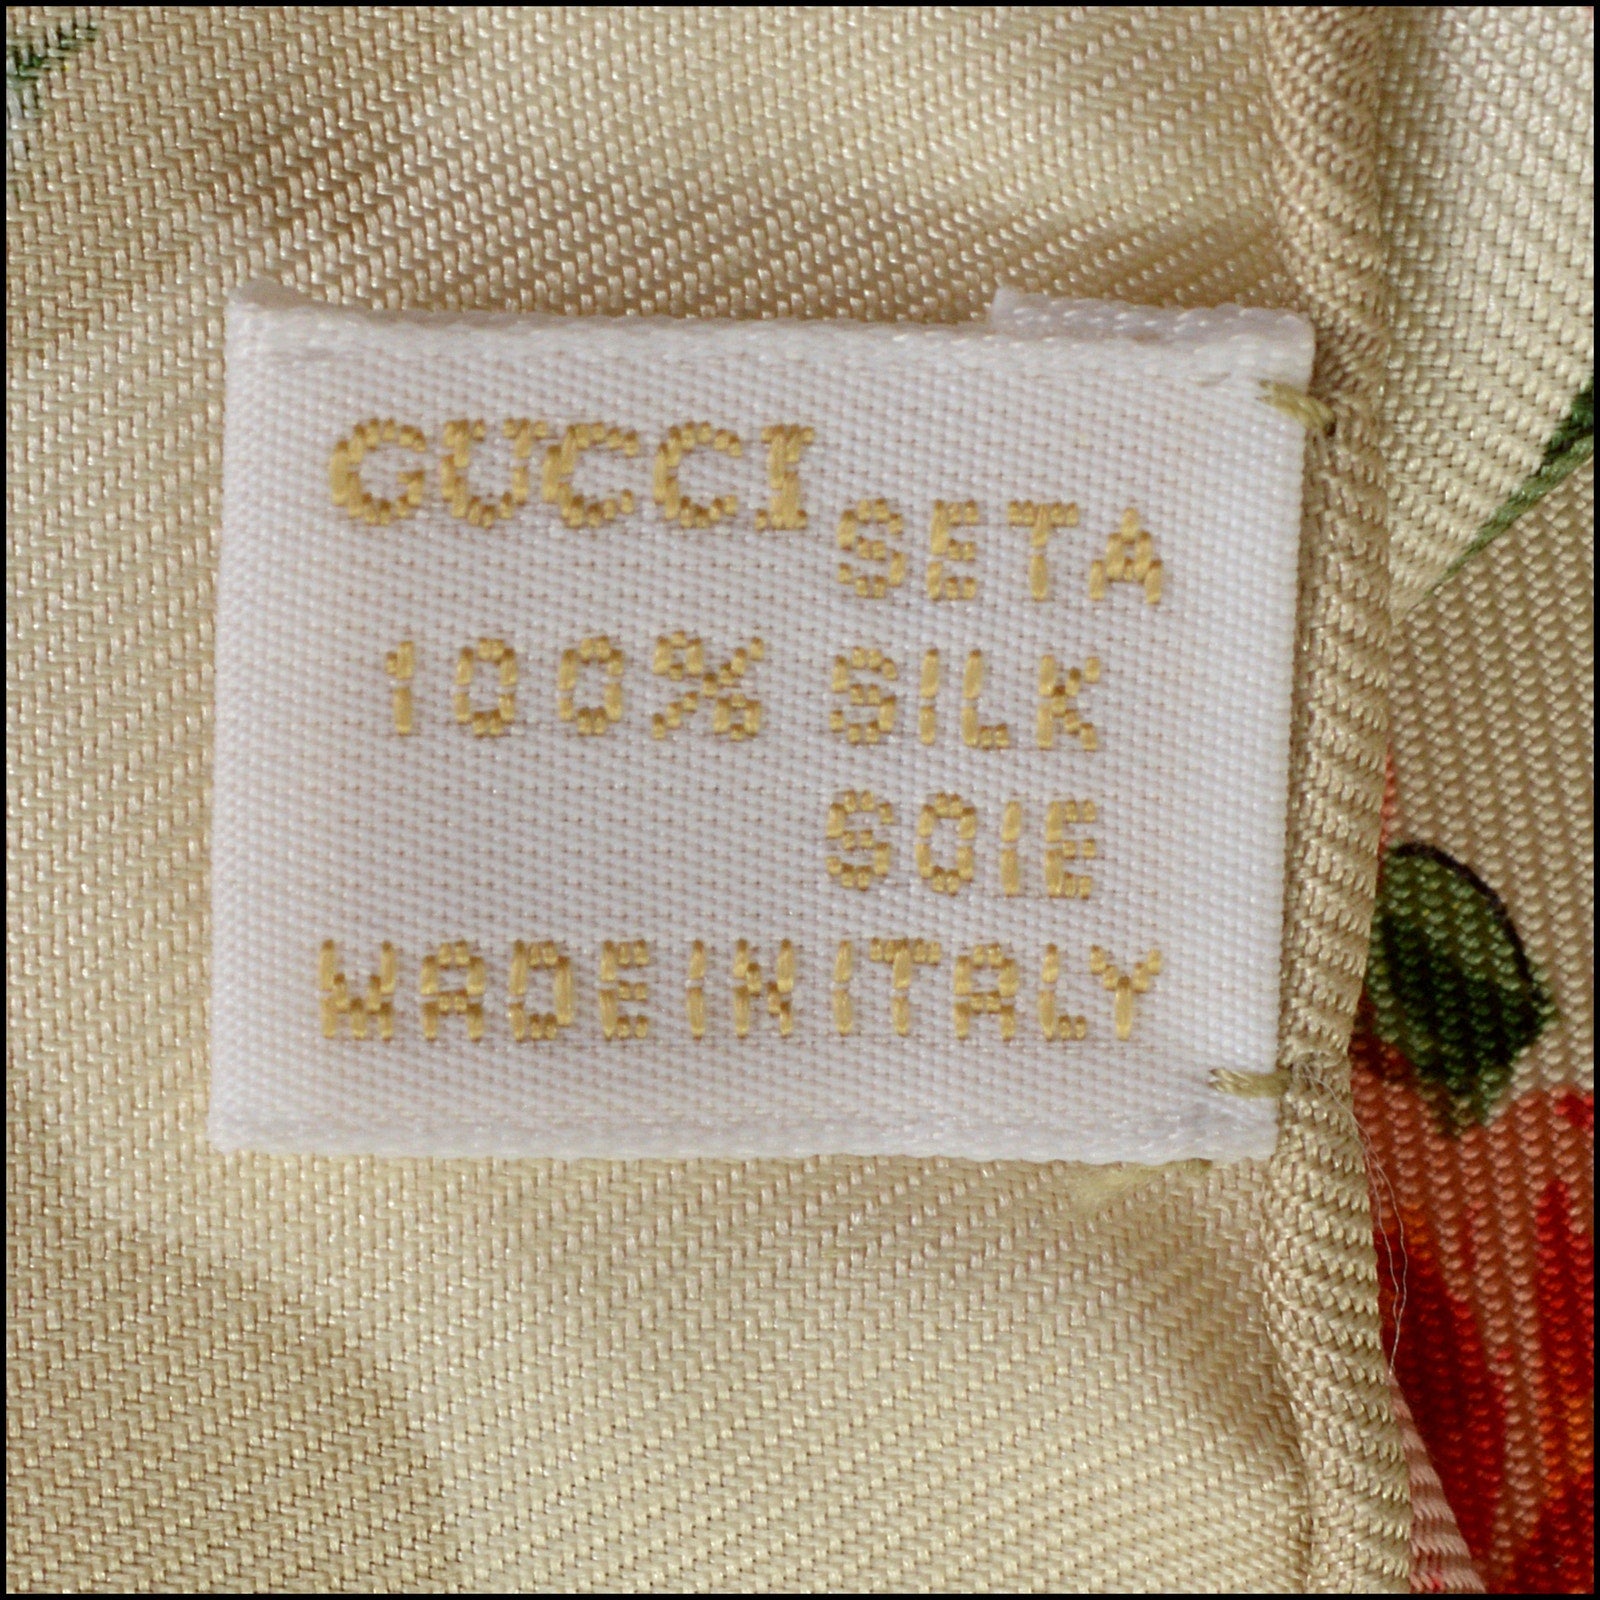 GUCCI SETA
100% SILK
SOIE
MADE IN ITALY